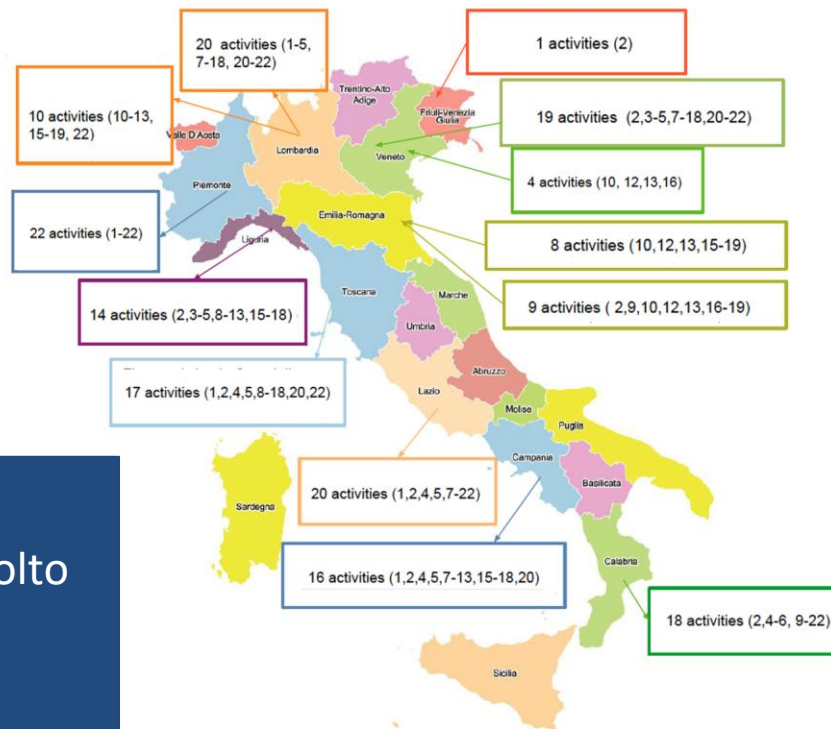 20 activities (1-5,
7-18, 20-22)
1 activities (2)
10 activities (10-13,
15-19, 22)
Trentino-Alto
Adige
Friuli-Venezia
Giulia
19 activities (2,3-5,7-18,20-22)
Valle D'Aosta
Lombardia
Veneto
4 activities (10, 12,13,16)
Piemonte
Emilia-Romagna
22 activities (1-22)
Liguria
8 activities (10,12,13,15-19)
14 activities (2,3-5,8-13,15-18)
Toscana
Marche
9 activities ( 2,9,10,12,13,16-19)
Umbria
17 activities (1,2,4,5,8-18,20,22)
Lazio
Abruzzo
Molise
Puglia
Campania
Basilicata
20 activities (1,2,4,5,7-22)
Sardegna
olto
16 activities (1,2,4,5,7-13,15-18,20)
Calabria
18 activities (2,4-6, 9-22)
Sicilia